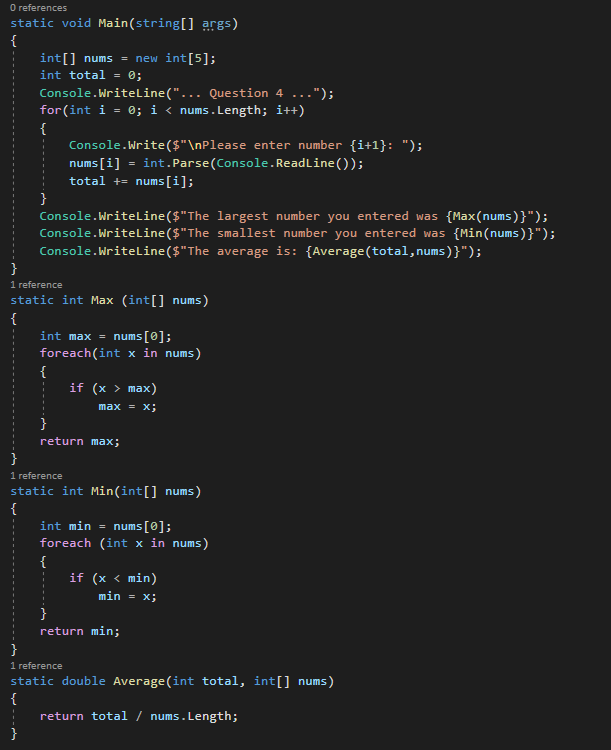 0 references
static void Main(string[] args)
{
int[] nums = new int[5];
int total = 0;
Console.WriteLine("... Question 4 ...");
for(int i = 0; i < nums.Length; i++)
{
Console.Write($"\nPlease enter number {i+1}: ");
nums[i] = int.Parse(Console.ReadLine());
total += nums[i];
}
Console.WriteLine($"The largest number you entered was {Max(nums)}");
Console.WriteLine($"The smallest number you entered was {Min(nums)}");
Console.WriteLine($"The average is: {Average(total,nums)}");
}
1 reference
static int Max (int[] nums)
{
int max = nums[0];
foreach(int x in nums)
{
if (x > max)
max = x;
}
return max;
}
1 reference
static int Min(int[] nums)
{
int min = nums[0];
foreach (int x in nums)
{
if (x < min)
min = x;
}
return min;
}
1 reference
static double Average(int total, int[] nums)
{
return total / nums.Length;
}